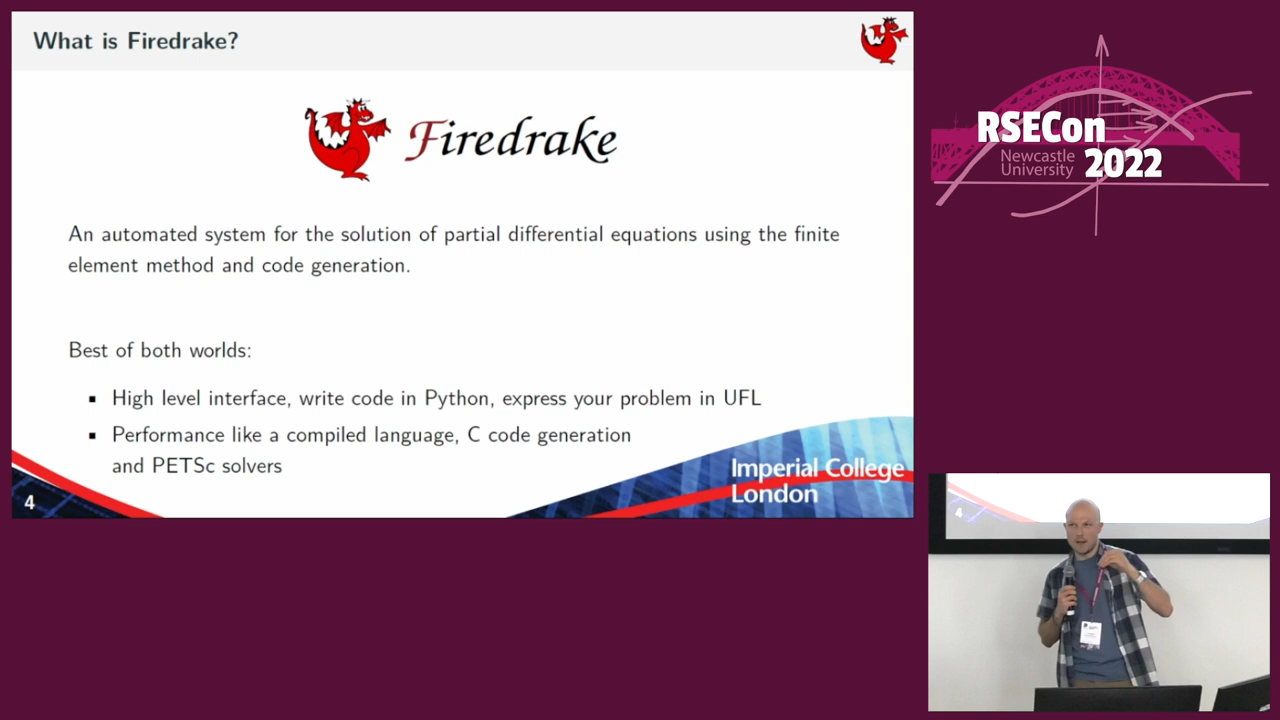 What is Firedrake?
Firedrake
An automated system for the solution of partial differential equations using the finite
element method and code generation.
Best of both worlds:
High level interface, write code in Python, express your problem in UFL
Performance like a compiled language, C code generation
and PETSc solvers
Imperial College
London
4
RSECon
Newcastle
University
2022
4